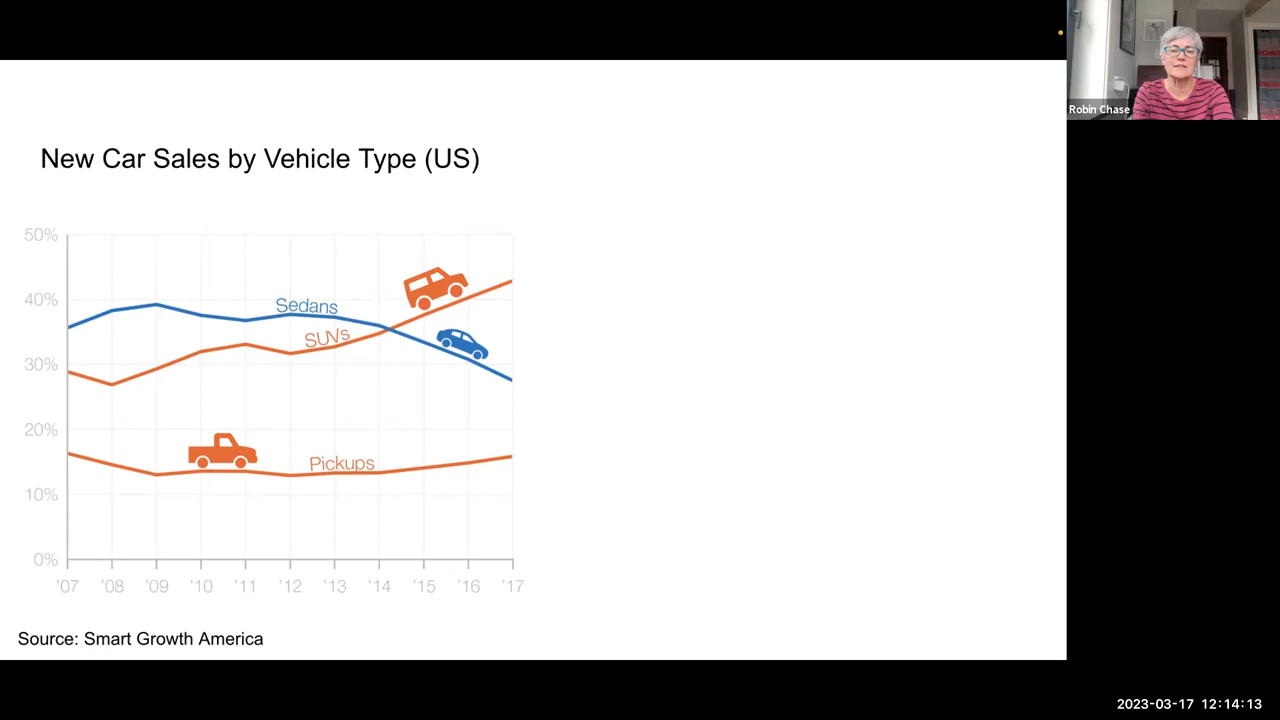 Robin Chase
New Car Sales by Vehicle Type (US)
50%
40%
30%
20%
10%
0%
Sedans
SUVs
Pickups
'07 '08 '09 '10 '11 '12 '13 '14 '15 '16 '17
Source: Smart Growth America
2023-03-17 12:14:13